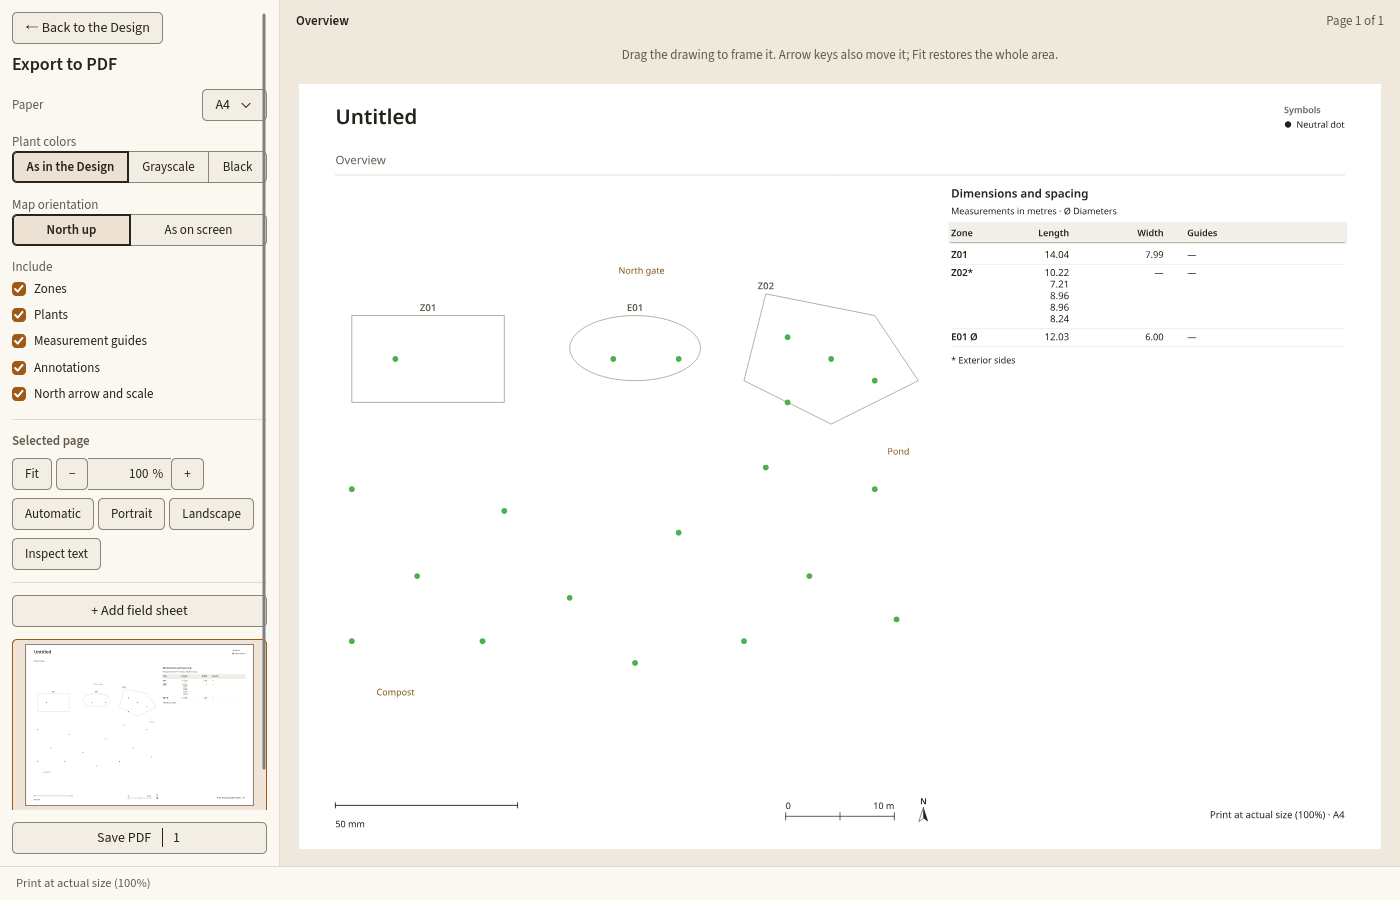 ← Back to the Design
Export to PDF
Paper
A4
Plant colors
As in the Design
Grayscale
Black
Map orientation
North up
As on screen
Include
Zones
Plants
Measurement guides
Annotations
North arrow and scale
Selected page
Fit
−
100 %
+
Automatic
Portrait
Landscape
Inspect text
+ Add field sheet
Untitled
Save PDF
1
Print at actual size (100%)
Overview
Page 1 of 1
Drag the drawing to frame it. Arrow keys also move it; Fit restores the whole area.
Untitled
Symbols
Neutral dot
Overview
Dimensions and spacing
Measurements in metres · Ø Diameters
Zone Length Width Guides
Z01 14.04 7.99 —
Z02* 10.22 — —
7.21
8.96
8.96
8.24
E01 Ø 12.03 6.00 —
* Exterior sides
North gate
Z01
E01
Z02
Pond
Compost
50 mm
0 10 m
N
Print at actual size (100%) · A4